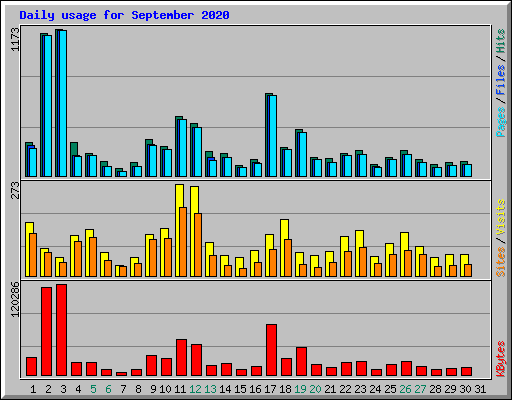 Daily usage for September 2020
1173
Pages / Files / Hits
273
Sites / Visits
120286
KBytes
1 2 3 4 5 6 7 8 9 10 11 12 13 14 15 16 17 18 19 20 21 22 23 24 25 26 27 28 29 30 31